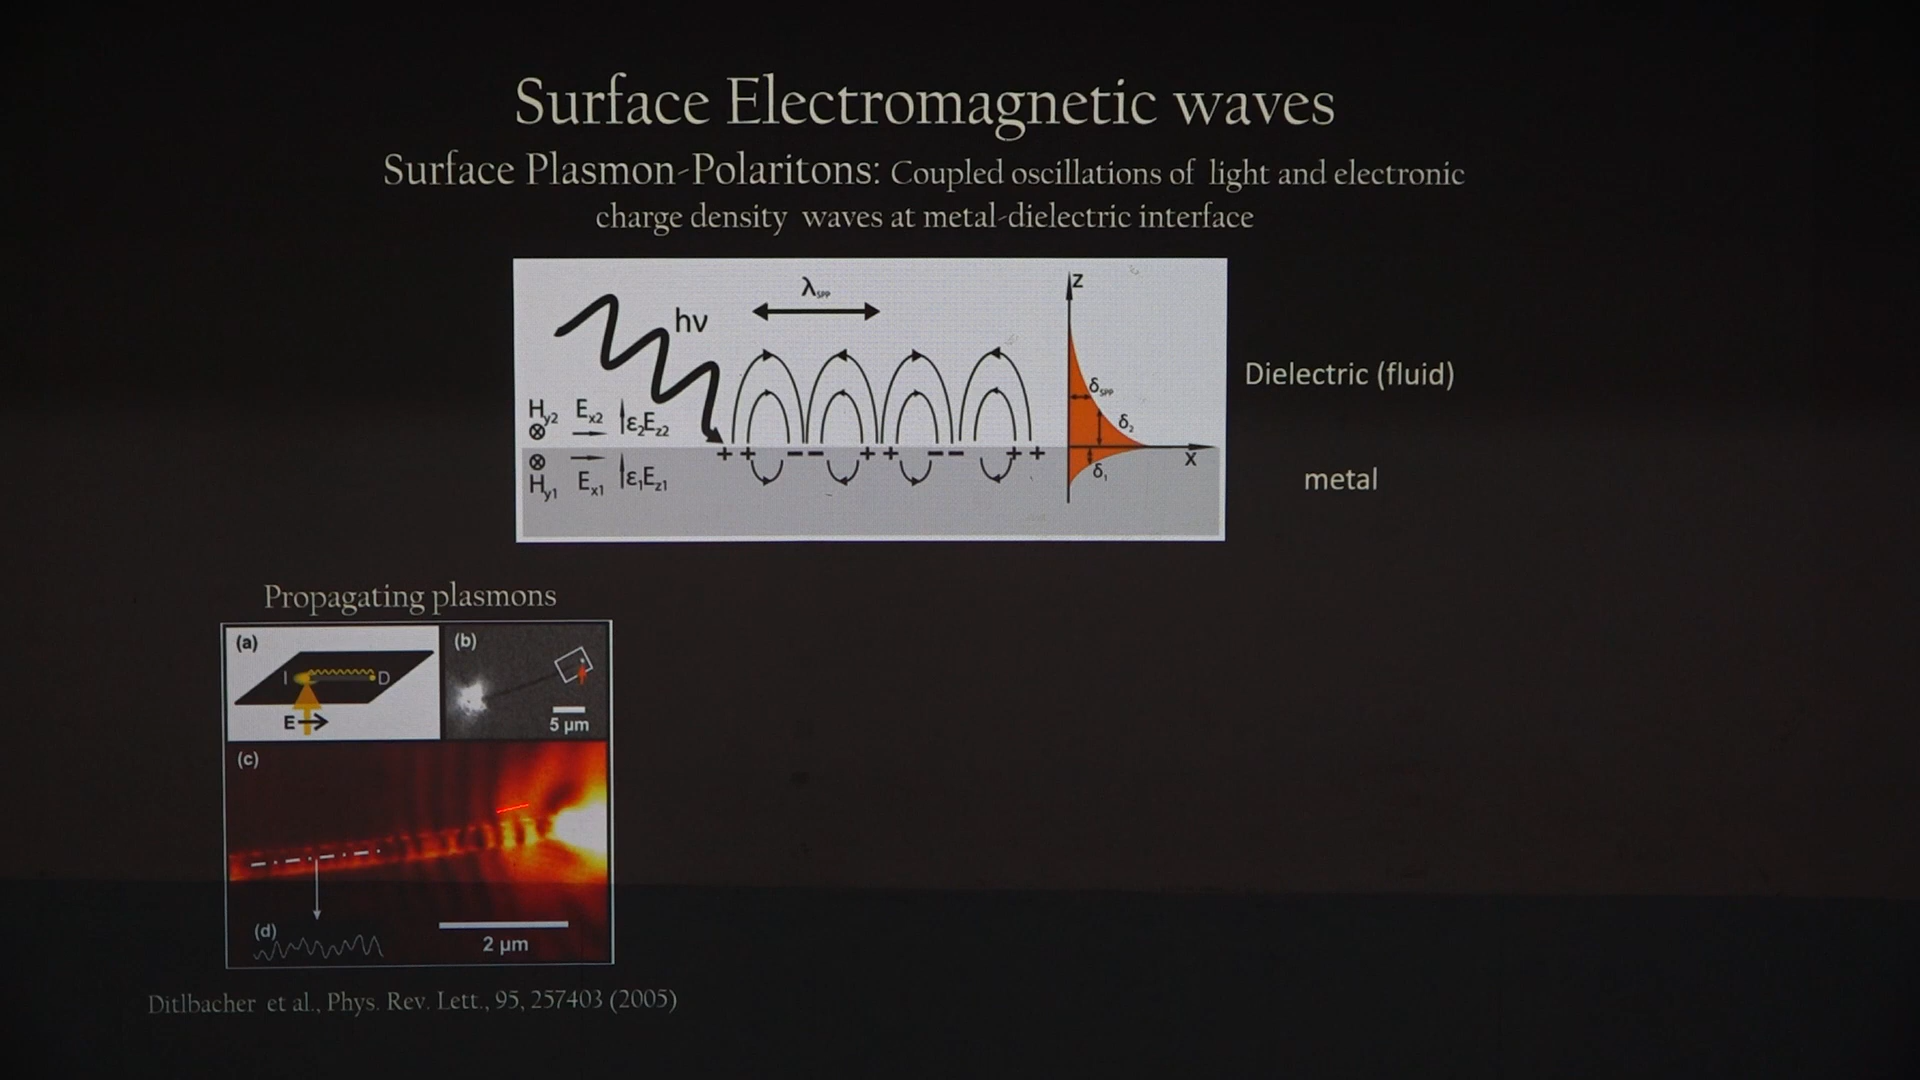 Surface Electromagnetic waves
Surface Plasmon-Polaritons: Coupled oscillations of light and electronic
charge density waves at metal-dielectric interface
λSPP
z
hν
Dielectric (fluid)
δSPP
Hy2 Ex2 ε2Ez2
δ2
++ -- ++ -- ++
x
Hy1 Ex1 ε1Ez1
δ1
metal
Propagating plasmons
(a)
I D
E
(b)
5 µm
(c)
(d)
2 µm
Ditlbacher et al., Phys. Rev. Lett., 95, 257403 (2005)